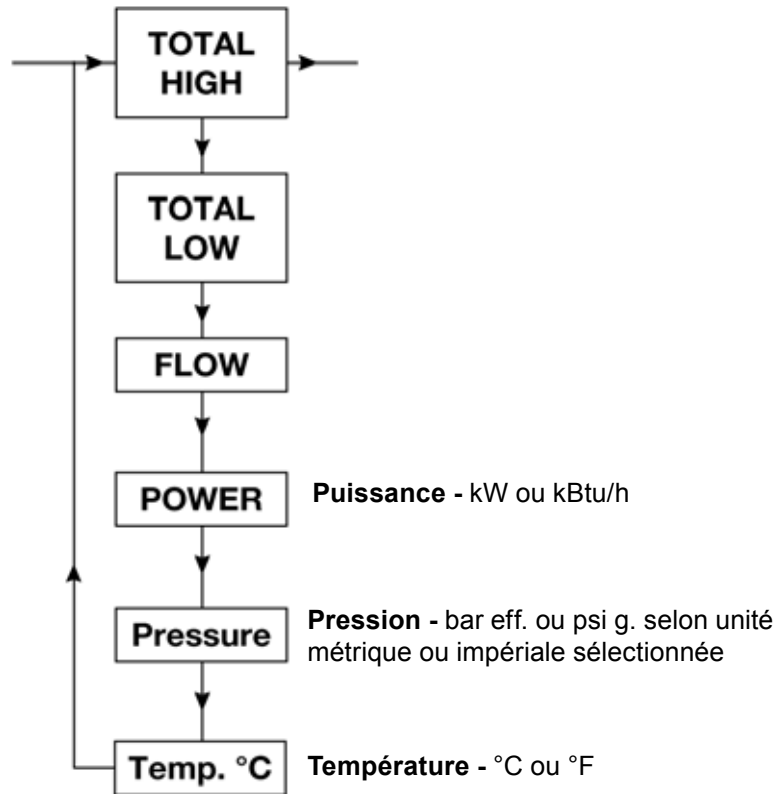 TOTAL
HIGH
TOTAL
LOW
FLOW
POWER
Puissance - kW ou kBtu/h
Pressure
Pression - bar eff. ou psi g. selon unité
métrique ou impériale sélectionnée
Temp. °C
Température - °C ou °F